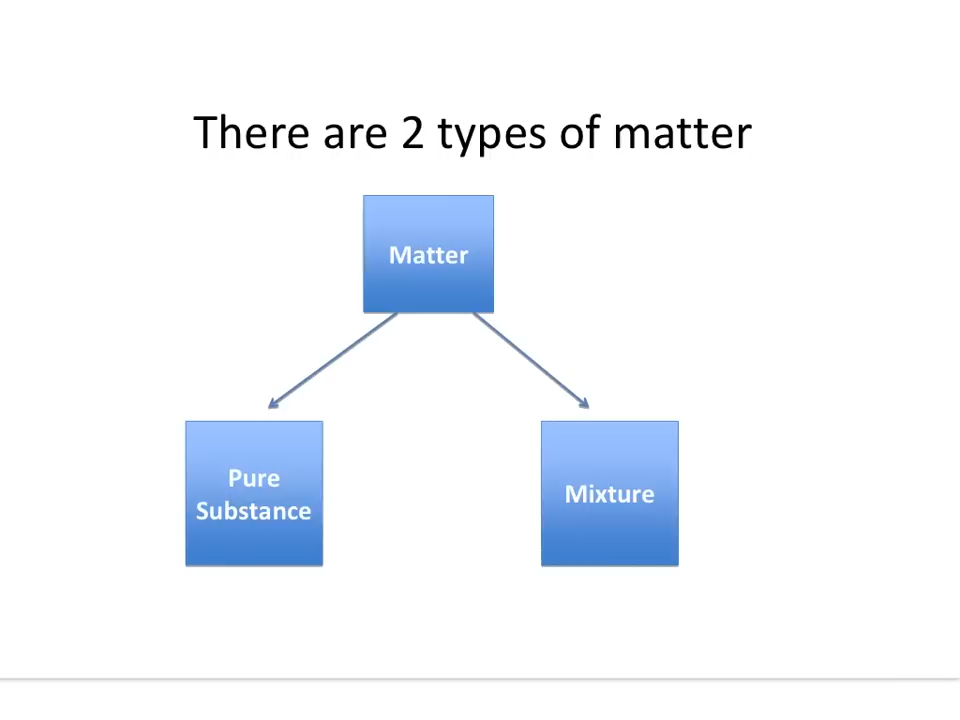 There are 2 types of matter
Matter
Pure
Substance
Mixture